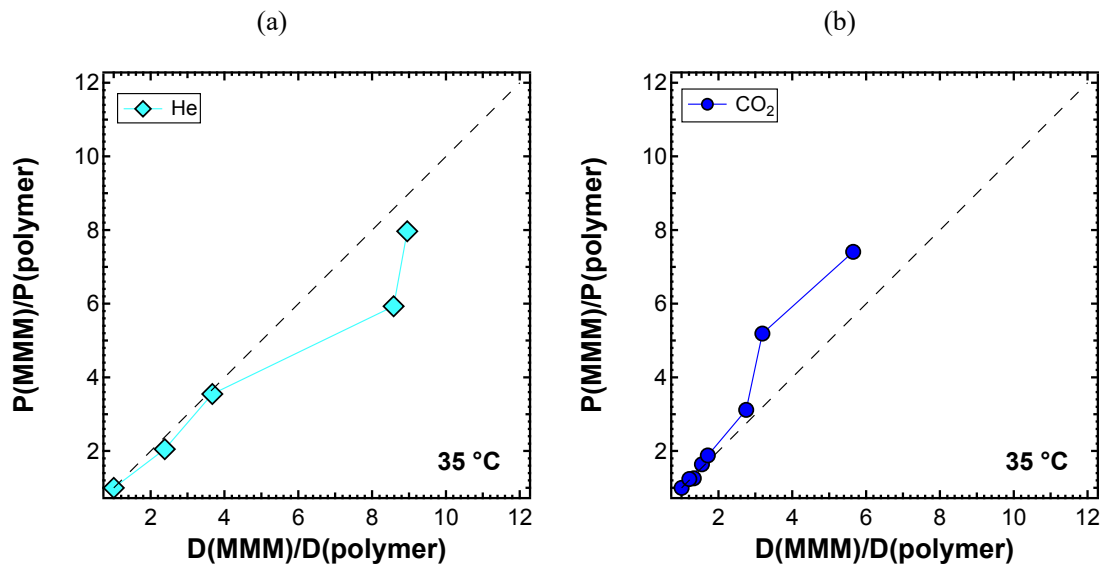 (a)
(b)
He
CO₂
P(MMM)/P(polymer)
P(MMM)/P(polymer)
12
10
8
6
4
2
12
10
8
6
4
2
35 °C
35 °C
2 4 6 8 10 12
2 4 6 8 10 12
D(MMM)/D(polymer)
D(MMM)/D(polymer)